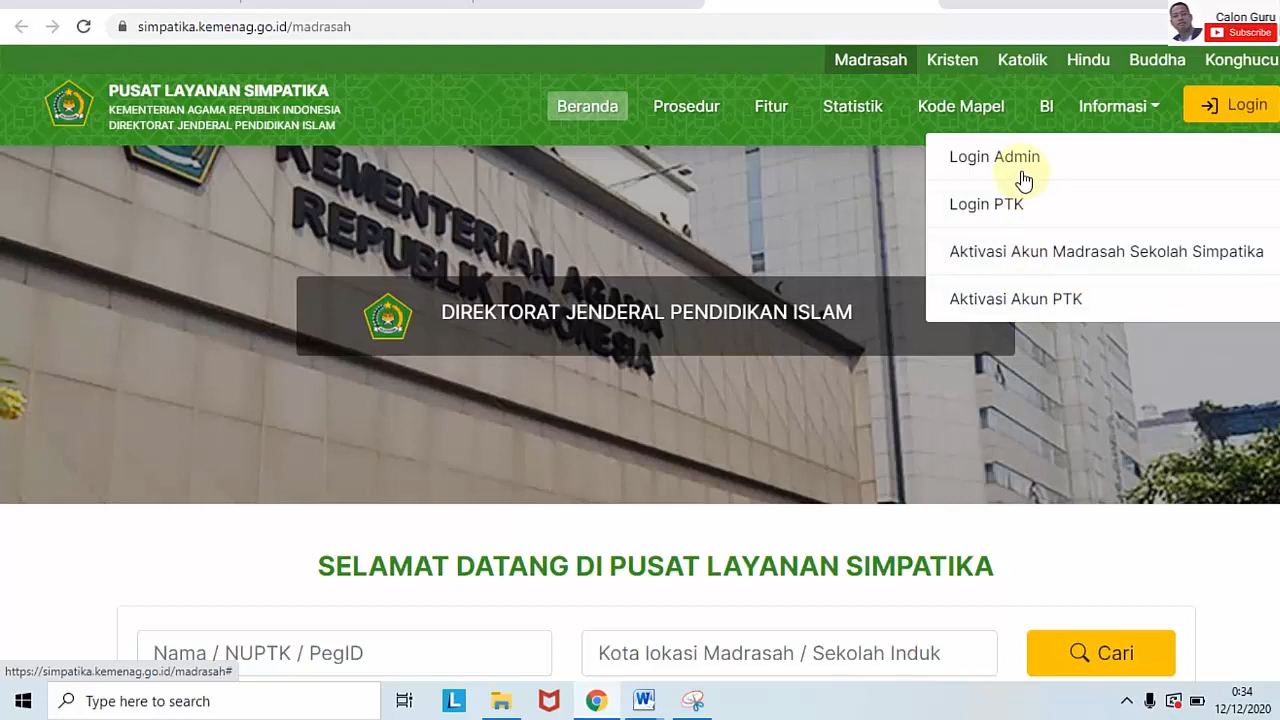 simpatika.kemenag.go.id/madrasah
Calon Guru
Subscribe
Madrasah Kristen Katolik Hindu Buddha Konghucu
PUSAT LAYANAN SIMPATIKA
KEMENTERIAN AGAMA REPUBLIK INDONESIA
DIREKTORAT JENDERAL PENDIDIKAN ISLAM
Beranda Prosedur Fitur Statistik Kode Mapel BI Informasi Login
Login Admin
Login PTK
Aktivasi Akun Madrasah Sekolah Simpatika
Aktivasi Akun PTK
KEMENTERIAN AGAMA
REPUBLIK INDONESIA
DIREKTORAT JENDERAL PENDIDIKAN ISLAM
SELAMAT DATANG DI PUSAT LAYANAN SIMPATIKA
Nama / NUPTK / PegID
Kota lokasi Madrasah / Sekolah Induk
Cari
https://simpatika.kemenag.go.id/madrasah#
Type here to search
L
W
0:34
12/12/2020